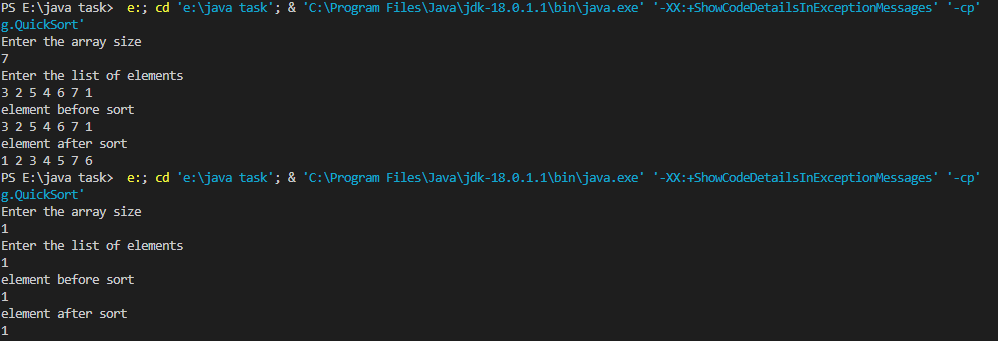 PS E:\java task>  e:; cd 'e:\java task'; & 'C:\Program Files\Java\jdk-18.0.1.1\bin\java.exe' '-XX:+ShowCodeDetailsInExceptionMessages' '-cp'
g.QuickSort'
Enter the array size
7
Enter the list of elements
3 2 5 4 6 7 1
element before sort
3 2 5 4 6 7 1
element after sort
1 2 3 4 5 7 6
PS E:\java task>  e:; cd 'e:\java task'; & 'C:\Program Files\Java\jdk-18.0.1.1\bin\java.exe' '-XX:+ShowCodeDetailsInExceptionMessages' '-cp'
g.QuickSort'
Enter the array size
1
Enter the list of elements
1
element before sort
1
element after sort
1